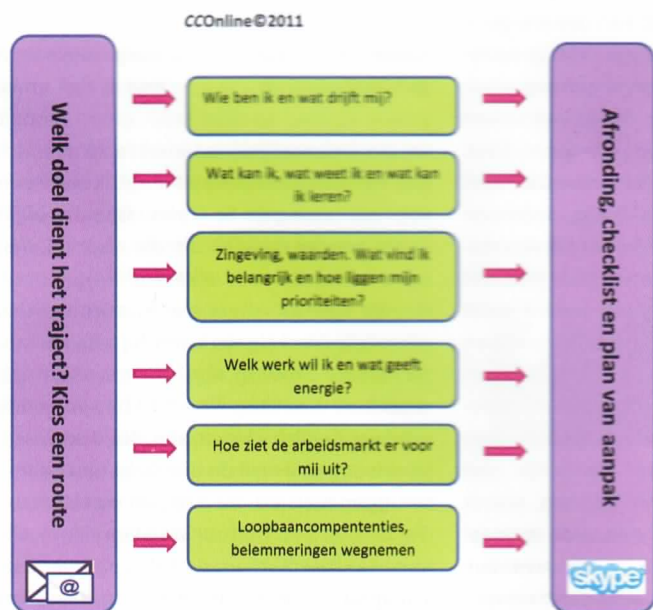 CCOnline©2011
Welk doel dient het traject? Kies een route
@
Wie ben ik en wat drijft mij?
Wat kan ik, wat weet ik en wat kan
ik leren?
Zingeving, waarden. Wat vind ik
belangrijk en hoe liggen mijn
prioriteiten?
Welk werk wil ik en wat geeft
energie?
Hoe ziet de arbeidsmarkt er voor
mij uit?
Loopbaancompententies,
belemmeringen wegnemen
Afronding, checklist en plan van aanpak
skype